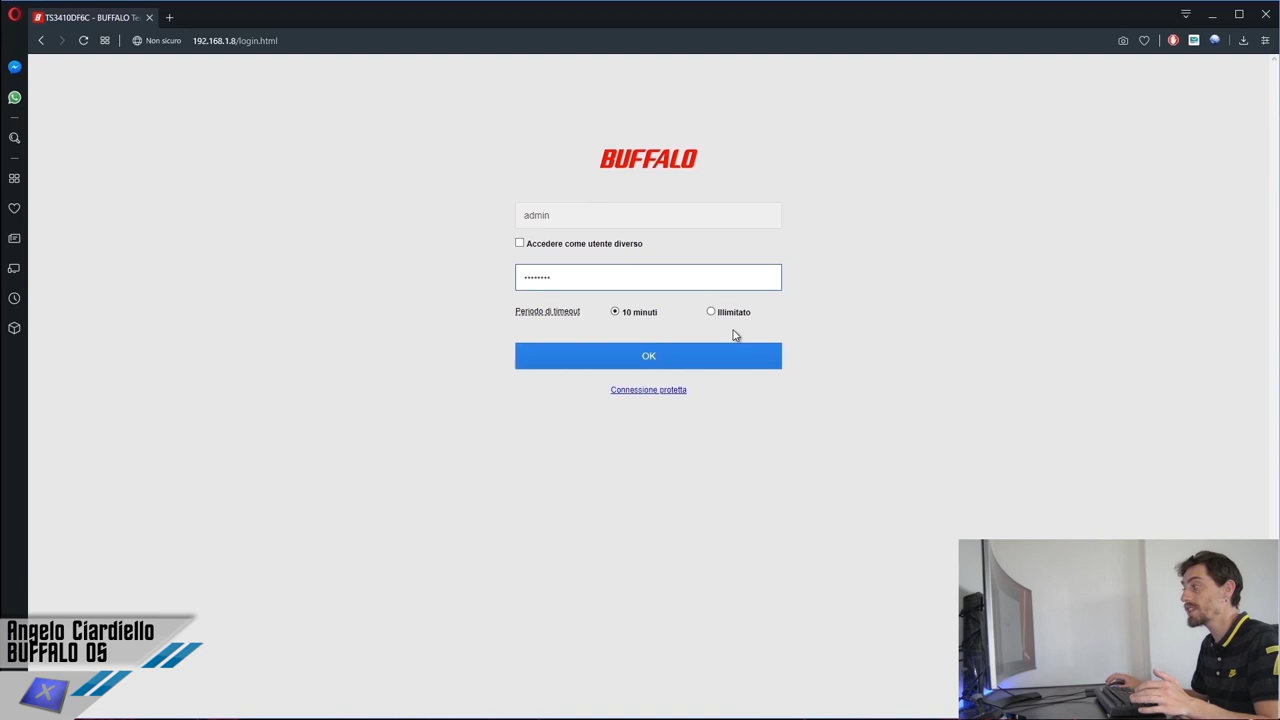 TS3410DF6C - BUFFALO Te
Non sicuro
192.168.1.8/login.html
BUFFALO
admin
Accedere come utente diverso
••••••••
Periodo di timeout
10 minuti
Illimitato
OK
Connessione protetta
Angelo Ciardiello
BUFFALO OS
X